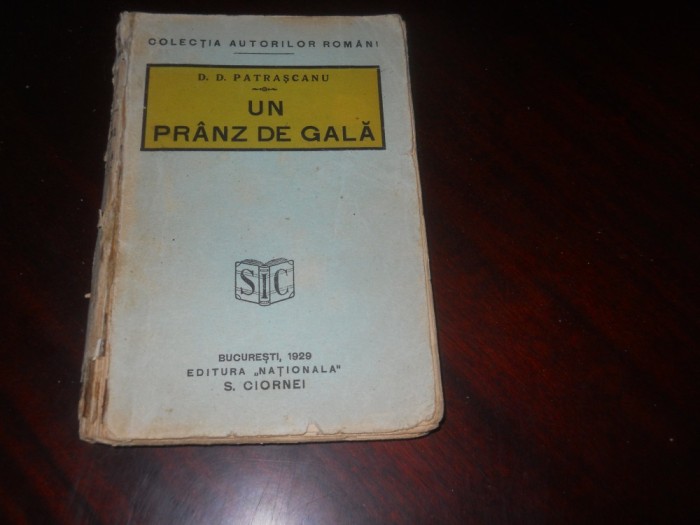 COLECȚIA AUTORILOR ROMÂNI
D. D. PATRAȘCANU
UN
PRÂNZ DE GALĂ
SIC
BUCUREȘTI, 1929
EDITURA „NAȚIONALA”
S. CIORNEI